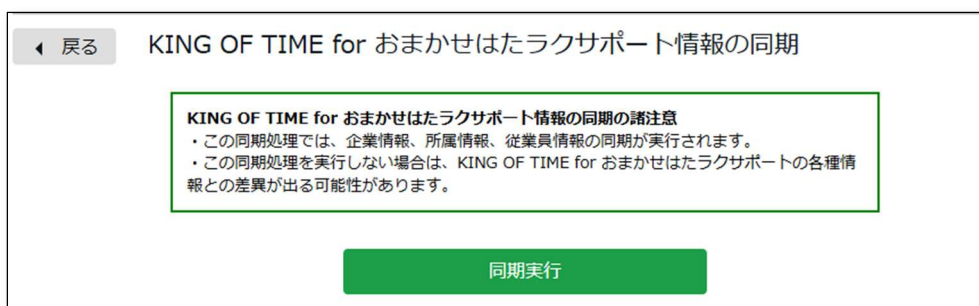 戻る
KING OF TIME for おまかせはたラクサポート情報の同期
KING OF TIME for おまかせはたラクサポート情報の同期の諸注意
・この同期処理では、企業情報、所属情報、従業員情報の同期が実行されます。
・この同期処理を実行しない場合は、KING OF TIME for おまかせはたラクサポートの各種情
報との差異が出る可能性があります。
同期実行